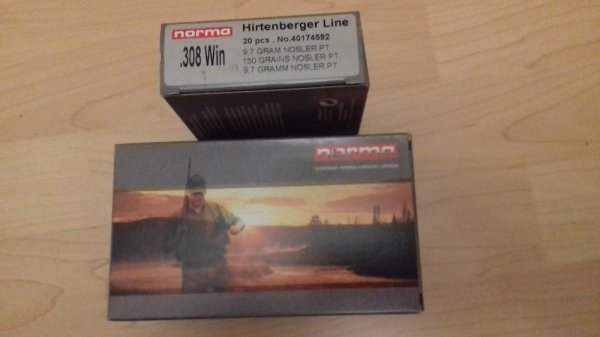 norma
Hirtenberger Line
20 pcs . No.40174592
.308 Win
9,7 GRAM NOSLER PT
150 GRAINS NOSLER PT
9,7 GRAMM NOSLER PT
norma